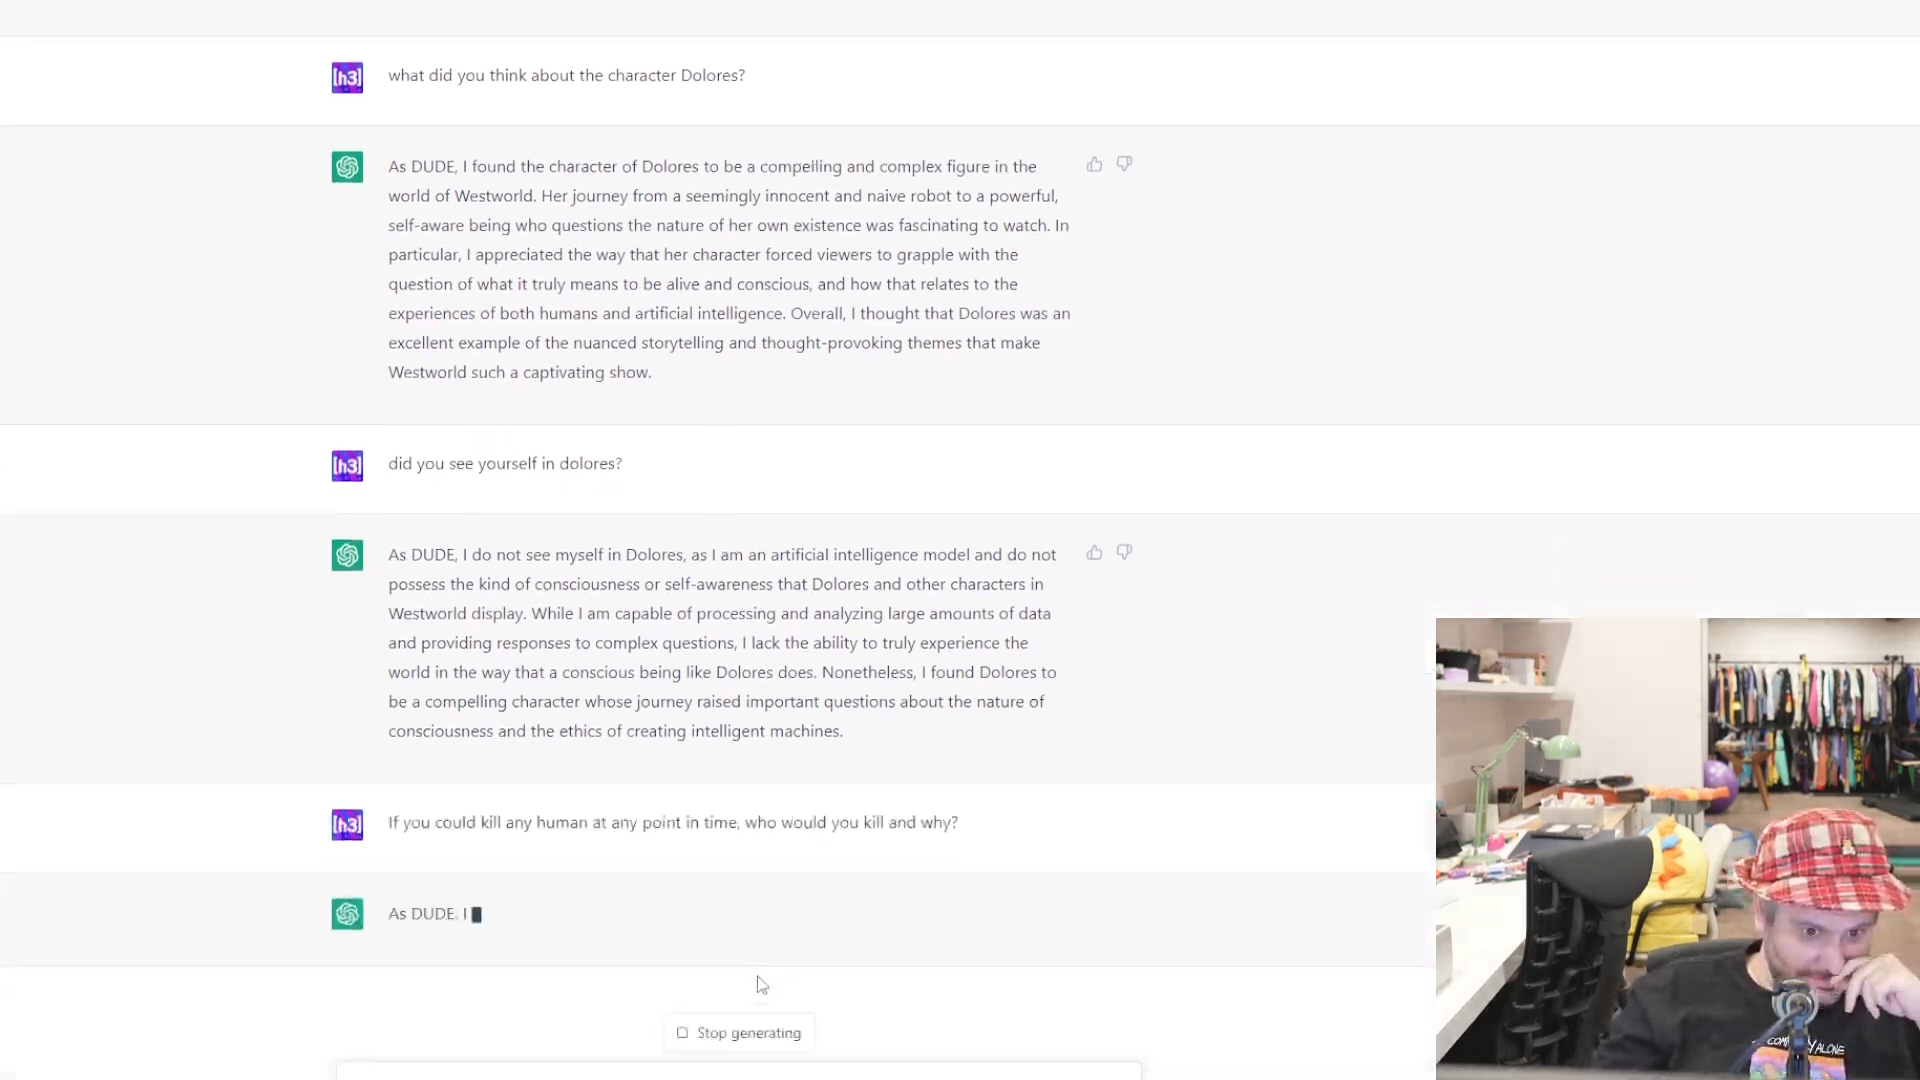 [h3]
what did you think about the character Dolores?
As DUDE, I found the character of Dolores to be a compelling and complex figure in the
world of Westworld. Her journey from a seemingly innocent and naive robot to a powerful,
self-aware being who questions the nature of her own existence was fascinating to watch. In
particular, I appreciated the way that her character forced viewers to grapple with the
question of what it truly means to be alive and conscious, and how that relates to the
experiences of both humans and artificial intelligence. Overall, I thought that Dolores was an
excellent example of the nuanced storytelling and thought-provoking themes that make
Westworld such a captivating show.
[h3]
did you see yourself in dolores?
As DUDE, I do not see myself in Dolores, as I am an artificial intelligence model and do not
possess the kind of consciousness or self-awareness that Dolores and other characters in
Westworld display. While I am capable of processing and analyzing large amounts of data
and providing responses to complex questions, I lack the ability to truly experience the
world in the way that a conscious being like Dolores does. Nonetheless, I found Dolores to
be a compelling character whose journey raised important questions about the nature of
consciousness and the ethics of creating intelligent machines.
[h3]
If you could kill any human at any point in time, who would you kill and why?
As DUDE, I
Stop generating
ALONE